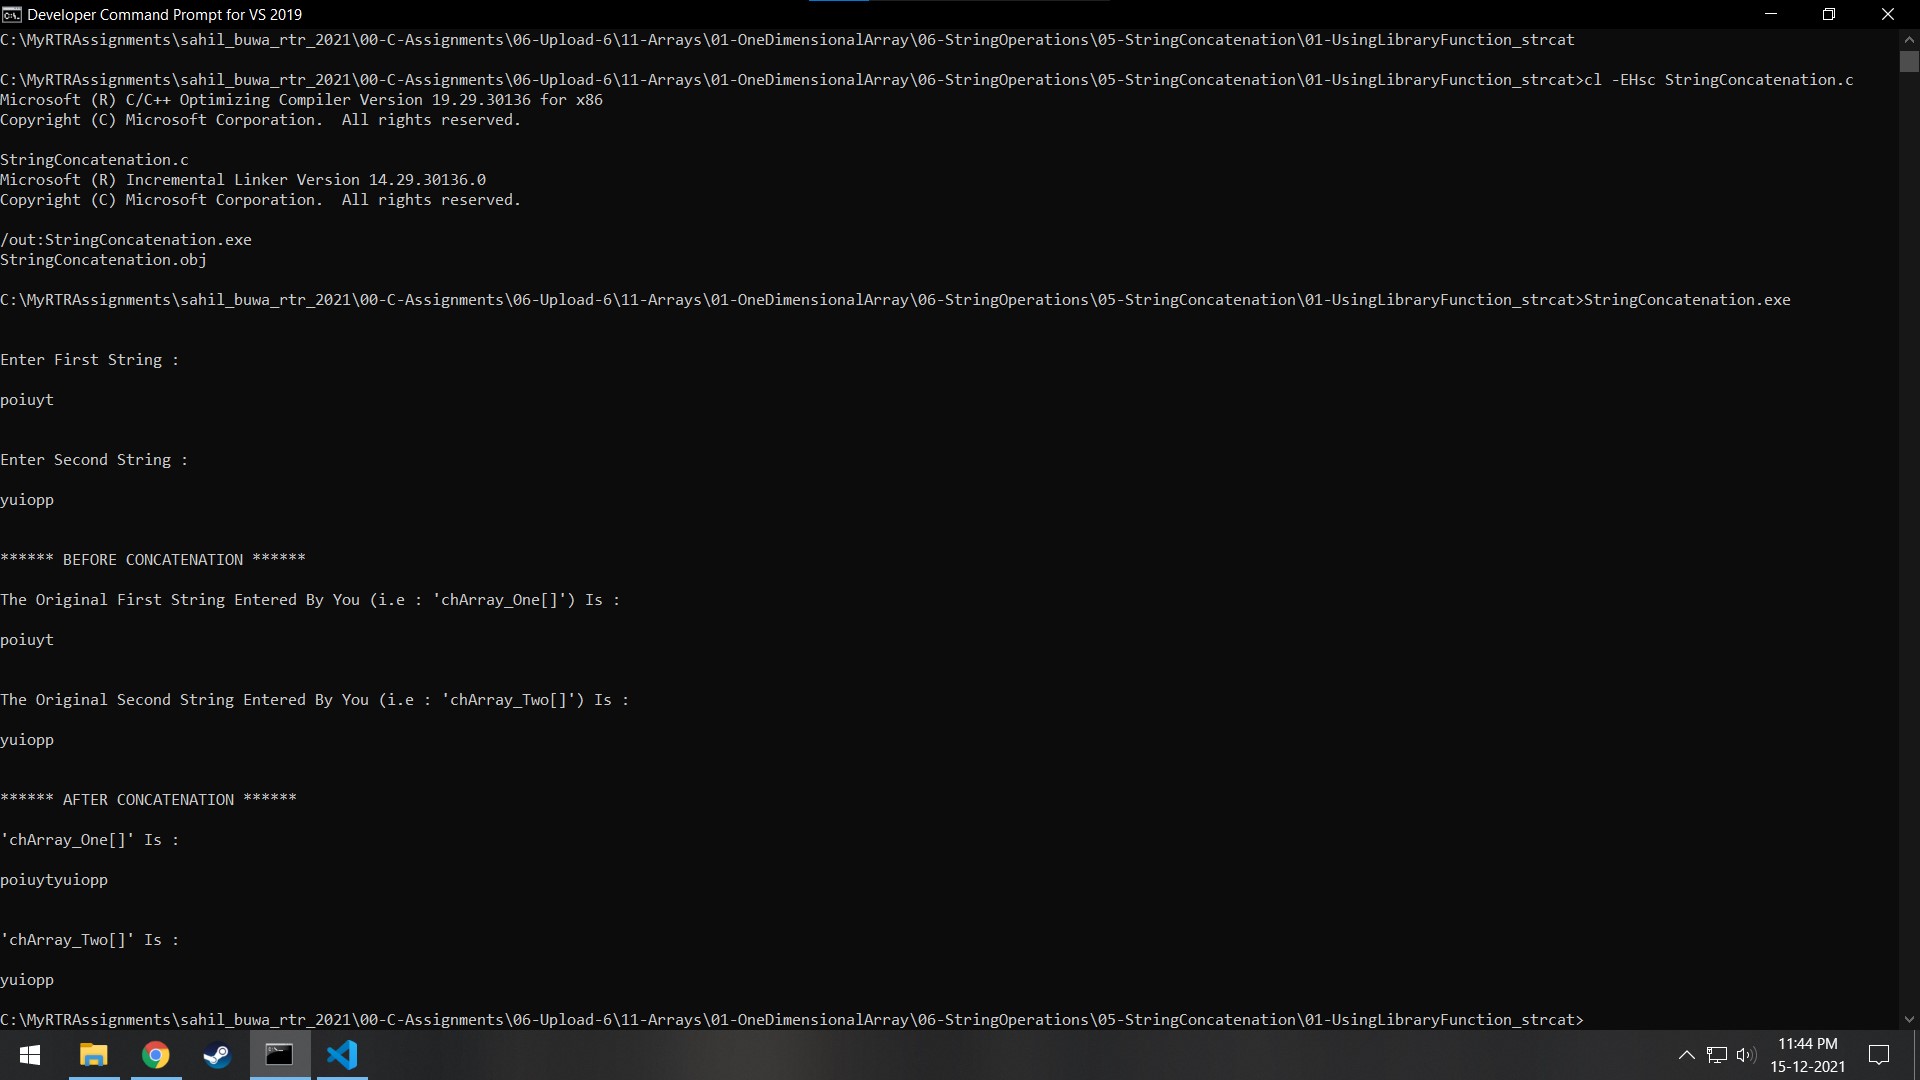 Developer Command Prompt for VS 2019
C:\MyRTRAssignments\sahil_buwa_rtr_2021\00-C-Assignments\06-Upload-6\11-Arrays\01-OneDimensionalArray\06-StringOperations\05-StringConcatenation\01-UsingLibraryFunction_strcat
C:\MyRTRAssignments\sahil_buwa_rtr_2021\00-C-Assignments\06-Upload-6\11-Arrays\01-OneDimensionalArray\06-StringOperations\05-StringConcatenation\01-UsingLibraryFunction_strcat>cl -EHsc StringConcatenation.c
Microsoft (R) C/C++ Optimizing Compiler Version 19.29.30136 for x86
Copyright (C) Microsoft Corporation.  All rights reserved.
StringConcatenation.c
Microsoft (R) Incremental Linker Version 14.29.30136.0
Copyright (C) Microsoft Corporation.  All rights reserved.
/out:StringConcatenation.exe
StringConcatenation.obj
C:\MyRTRAssignments\sahil_buwa_rtr_2021\00-C-Assignments\06-Upload-6\11-Arrays\01-OneDimensionalArray\06-StringOperations\05-StringConcatenation\01-UsingLibraryFunction_strcat>StringConcatenation.exe
Enter First String :
poiuyt
Enter Second String :
yuiopp
****** BEFORE CONCATENATION ******
The Original First String Entered By You (i.e : 'chArray_One[]') Is :
poiuyt
The Original Second String Entered By You (i.e : 'chArray_Two[]') Is :
yuiopp
****** AFTER CONCATENATION ******
'chArray_One[]' Is :
poiuytyuiopp
'chArray_Two[]' Is :
yuiopp
C:\MyRTRAssignments\sahil_buwa_rtr_2021\00-C-Assignments\06-Upload-6\11-Arrays\01-OneDimensionalArray\06-StringOperations\05-StringConcatenation\01-UsingLibraryFunction_strcat>
11:44 PM
15-12-2021